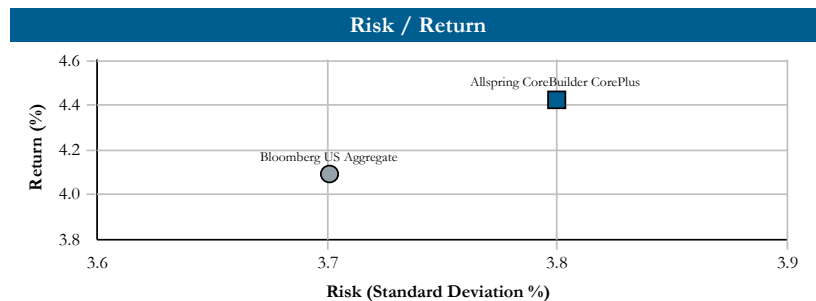 Risk / Return
4.6
Allspring CoreBuilder CorePlus
4.4
4.2
Bloomberg US Aggregate
4.0
3.8
Return (%)
3.6
3.7
3.8
3.9
Risk (Standard Deviation %)